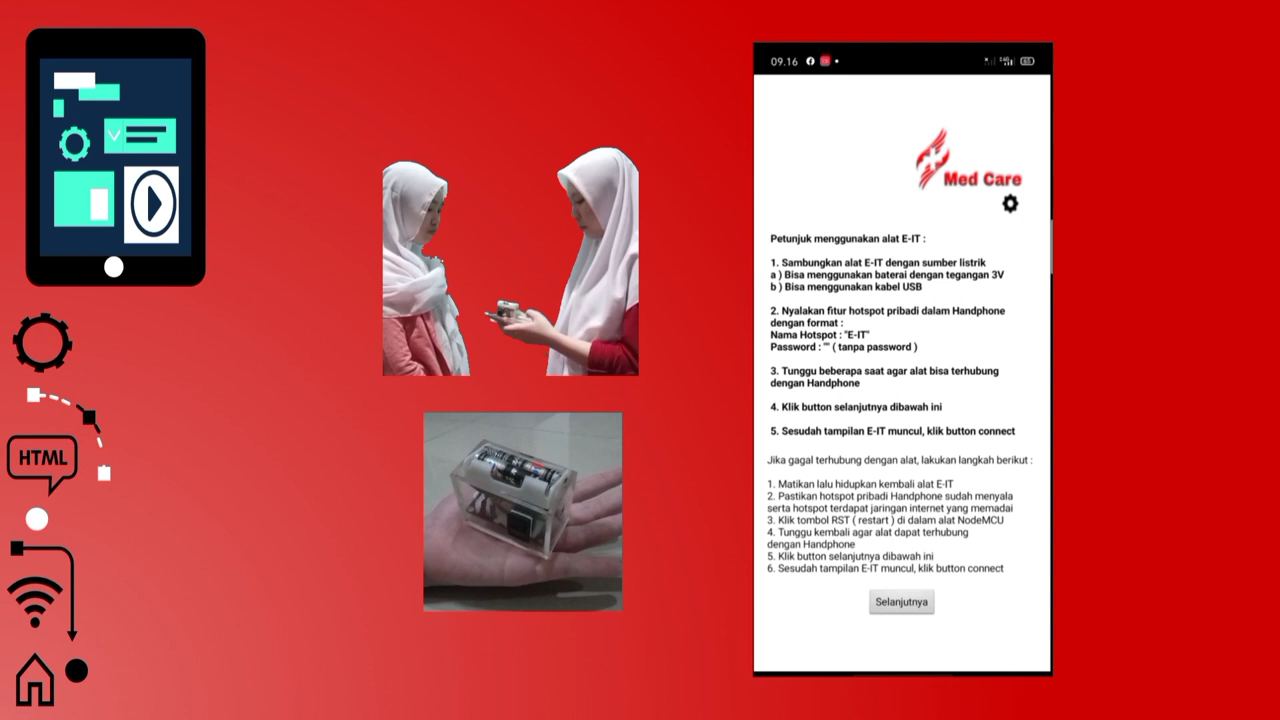 HTML
09.16
Med Care
Petunjuk menggunakan alat E-IT :
1. Sambungkan alat E-IT dengan sumber listrik
a ) Bisa menggunakan baterai dengan tegangan 3V
b ) Bisa menggunakan kabel USB
2. Nyalakan fitur hotspot pribadi dalam Handphone
dengan format :
Nama Hotspot : "E-IT"
Password : "" ( tanpa password )
3. Tunggu beberapa saat agar alat bisa terhubung
dengan Handphone
4. Klik button selanjutnya dibawah ini
5. Sesudah tampilan E-IT muncul, klik button connect
Jika gagal terhubung dengan alat, lakukan langkah berikut :
1. Matikan lalu hidupkan kembali alat E-IT
2. Pastikan hotspot pribadi Handphone sudah menyala
serta hotspot terdapat jaringan internet yang memadai
3. Klik tombol RST ( restart ) di dalam alat NodeMCU
4. Tunggu kembali agar alat dapat terhubung
dengan Handphone
5. Klik button selanjutnya dibawah ini
6. Sesudah tampilan E-IT muncul, klik button connect
Selanjutnya